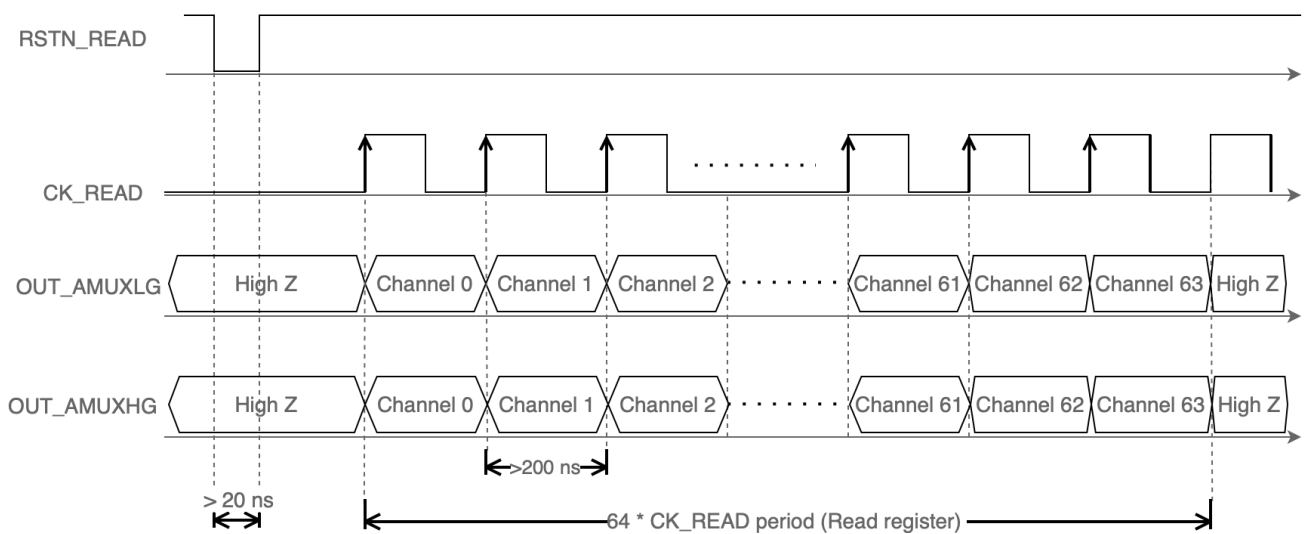 RSTN_READ
CK_READ
OUT_AMUXLG High Z Channel 0 Channel 1 Channel 2 Channel 61 Channel 62 Channel 63 High Z
OUT_AMUXHG High Z Channel 0 Channel 1 Channel 2 Channel 61 Channel 62 Channel 63 High Z
>200 ns
> 20 ns
64 * CK_READ period (Read register)